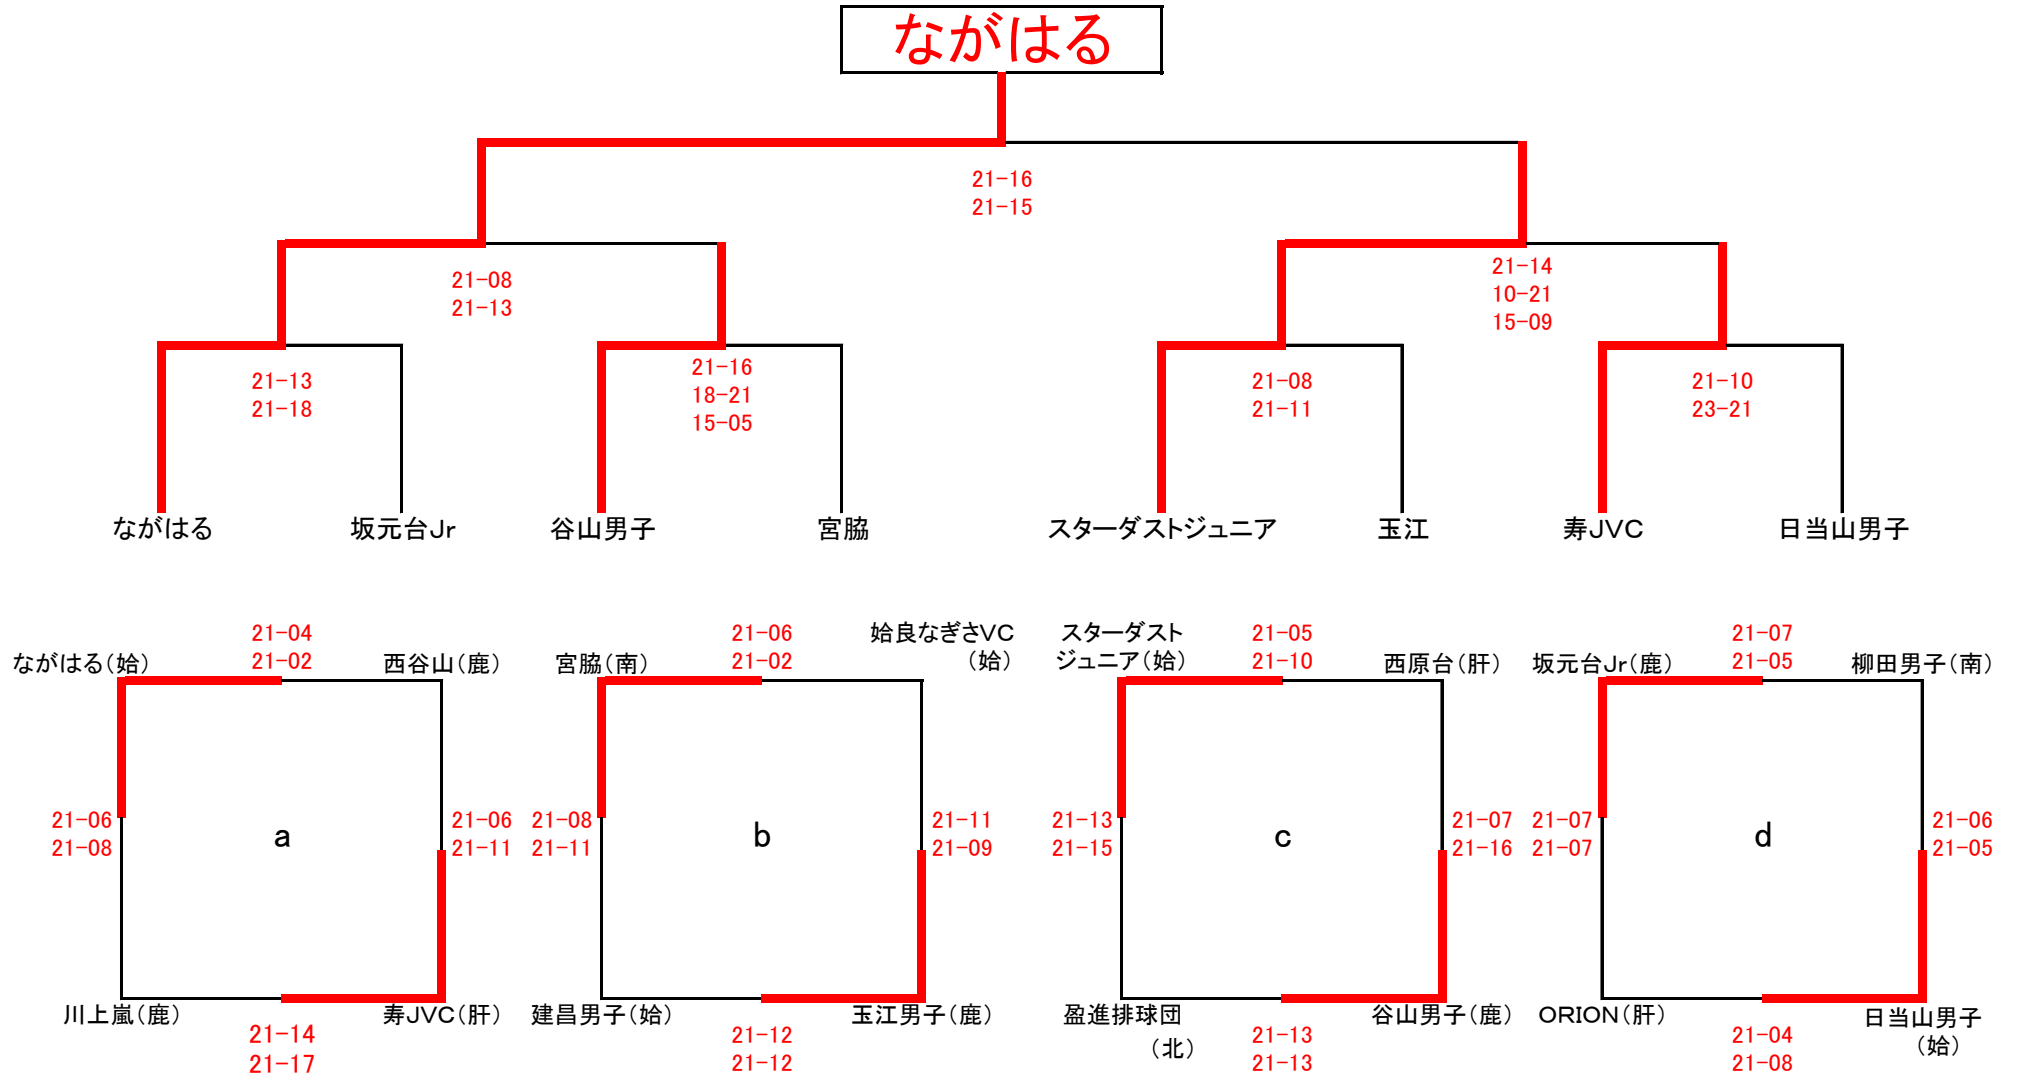 ながはる
21-16
21-15
21-08
21-13
21-14
10-21
15-09
21-13
21-18
21-16
18-21
15-05
21-08
21-11
21-10
23-21
ながはる
坂元台Jr
谷山男子
宮脇
スターダストジュニア
玉江
寿JVC
日当山男子
ながはる(姶)
21-04
21-02
西谷山(鹿)
21-06
21-08
a
21-06
21-11
川上嵐(鹿)
21-14
21-17
寿JVC(肝)
宮脇(南)
21-06
21-02
姶良なぎさVC
(姶)
21-08
21-11
b
21-11
21-09
建昌男子(姶)
21-12
21-12
玉江男子(鹿)
スターダスト
ジュニア(姶)
21-05
21-10
西原台(肝)
21-13
21-15
c
21-07
21-16
盈進排球団
(北)
21-13
21-13
谷山男子(鹿)
坂元台Jr(鹿)
21-07
21-05
柳田男子(南)
21-07
21-07
d
21-06
21-05
ORION(肝)
21-04
21-08
日当山男子
(姶)